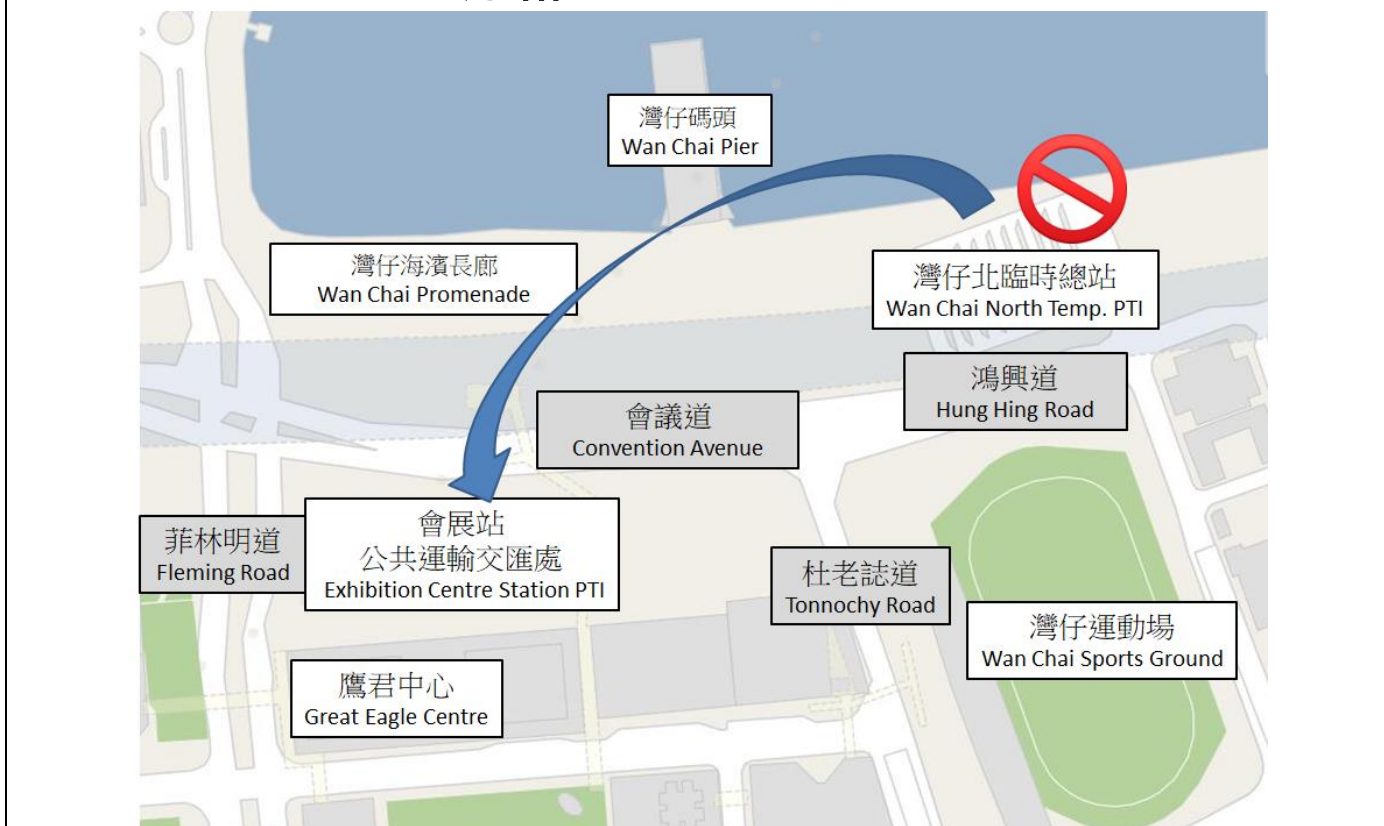 灣仔碼頭
Wan Chai Pier
灣仔海濱長廊
Wan Chai Promenade
灣仔北臨時總站
Wan Chai North Temp. PTI
鴻興道
Hung Hing Road
會議道
Convention Avenue
菲林明道
Fleming Road
會展站
公共運輸交匯處
Exhibition Centre Station PTI
杜老誌道
Tonnochy Road
灣仔運動場
Wan Chai Sports Ground
鷹君中心
Great Eagle Centre